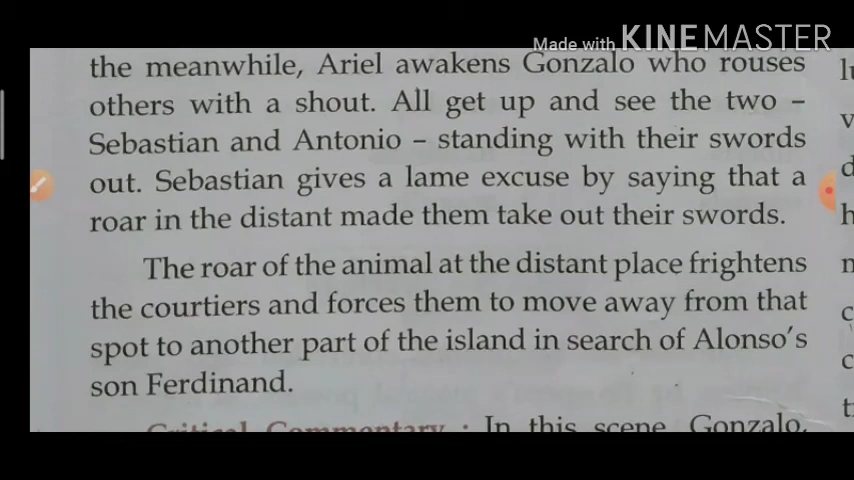 Made with KINEMASTER
the meanwhile, Ariel awakens Gonzalo who rouses
others with a shout. All get up and see the two –
Sebastian and Antonio – standing with their swords
out. Sebastian gives a lame excuse by saying that a
roar in the distant made them take out their swords.
The roar of the animal at the distant place frightens
the courtiers and forces them to move away from that
spot to another part of the island in search of Alonso's
son Ferdinand.
Critical Commentary : In this scene, Gonzalo,